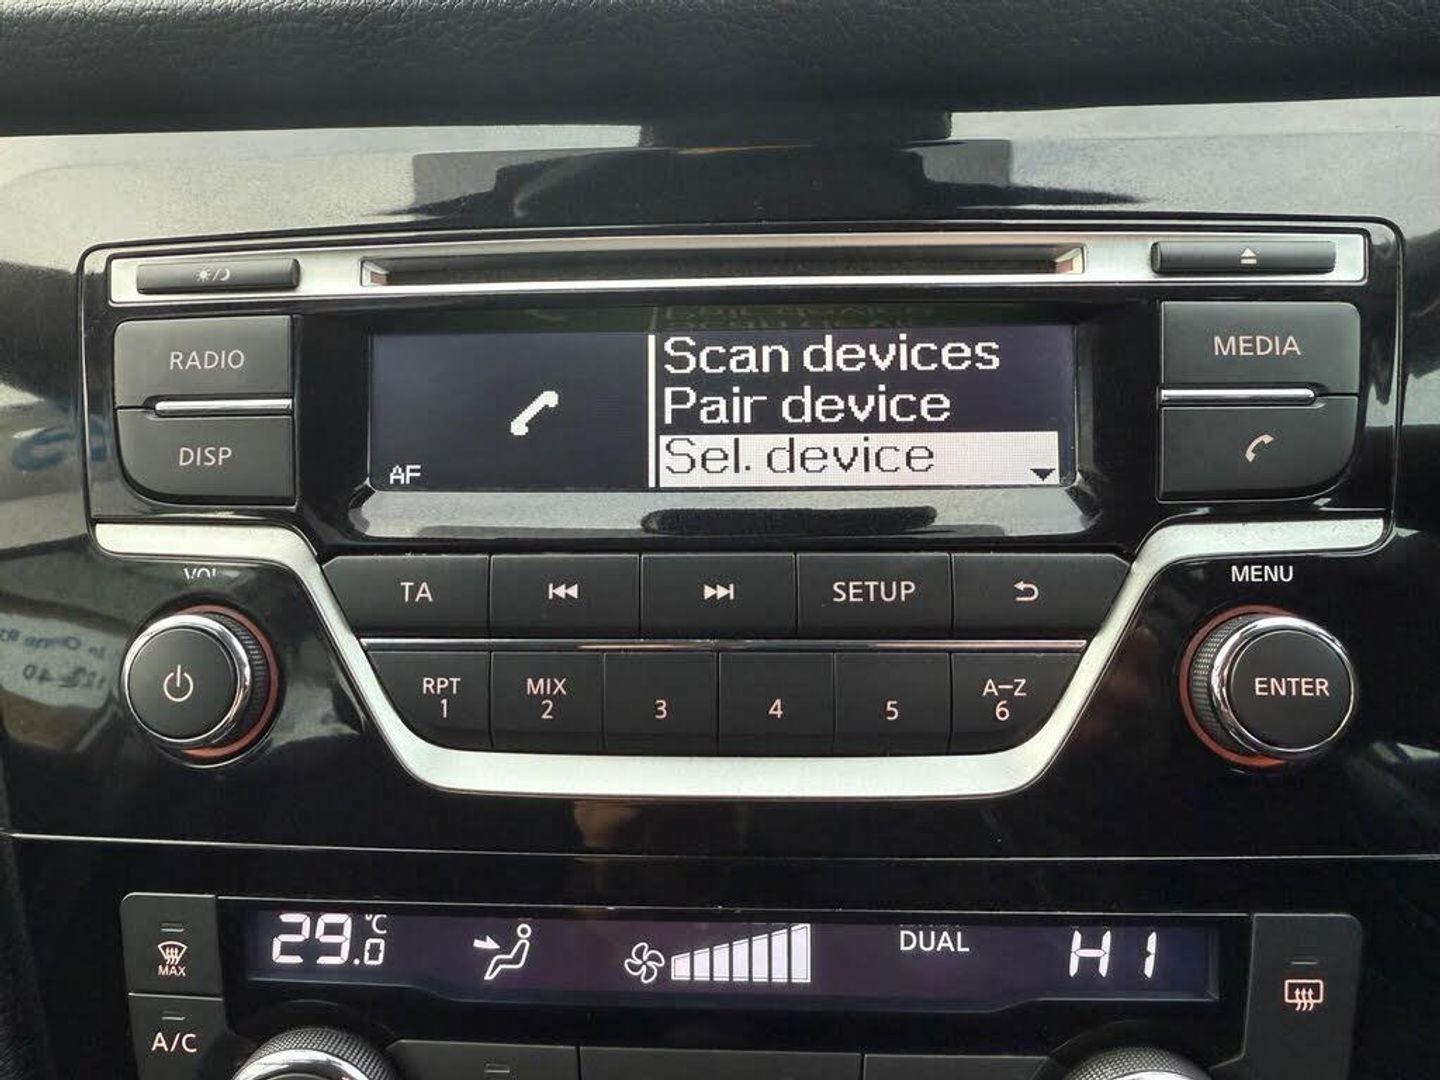 RADIO
DISP
AF
Scan devices
Pair device
Sel. device
MEDIA
VOL
TA
SETUP
MENU
RPT
1
MIX
2
3
4
5
A-Z
6
ENTER
MAX
A/C
29.0 °C
DUAL
HI